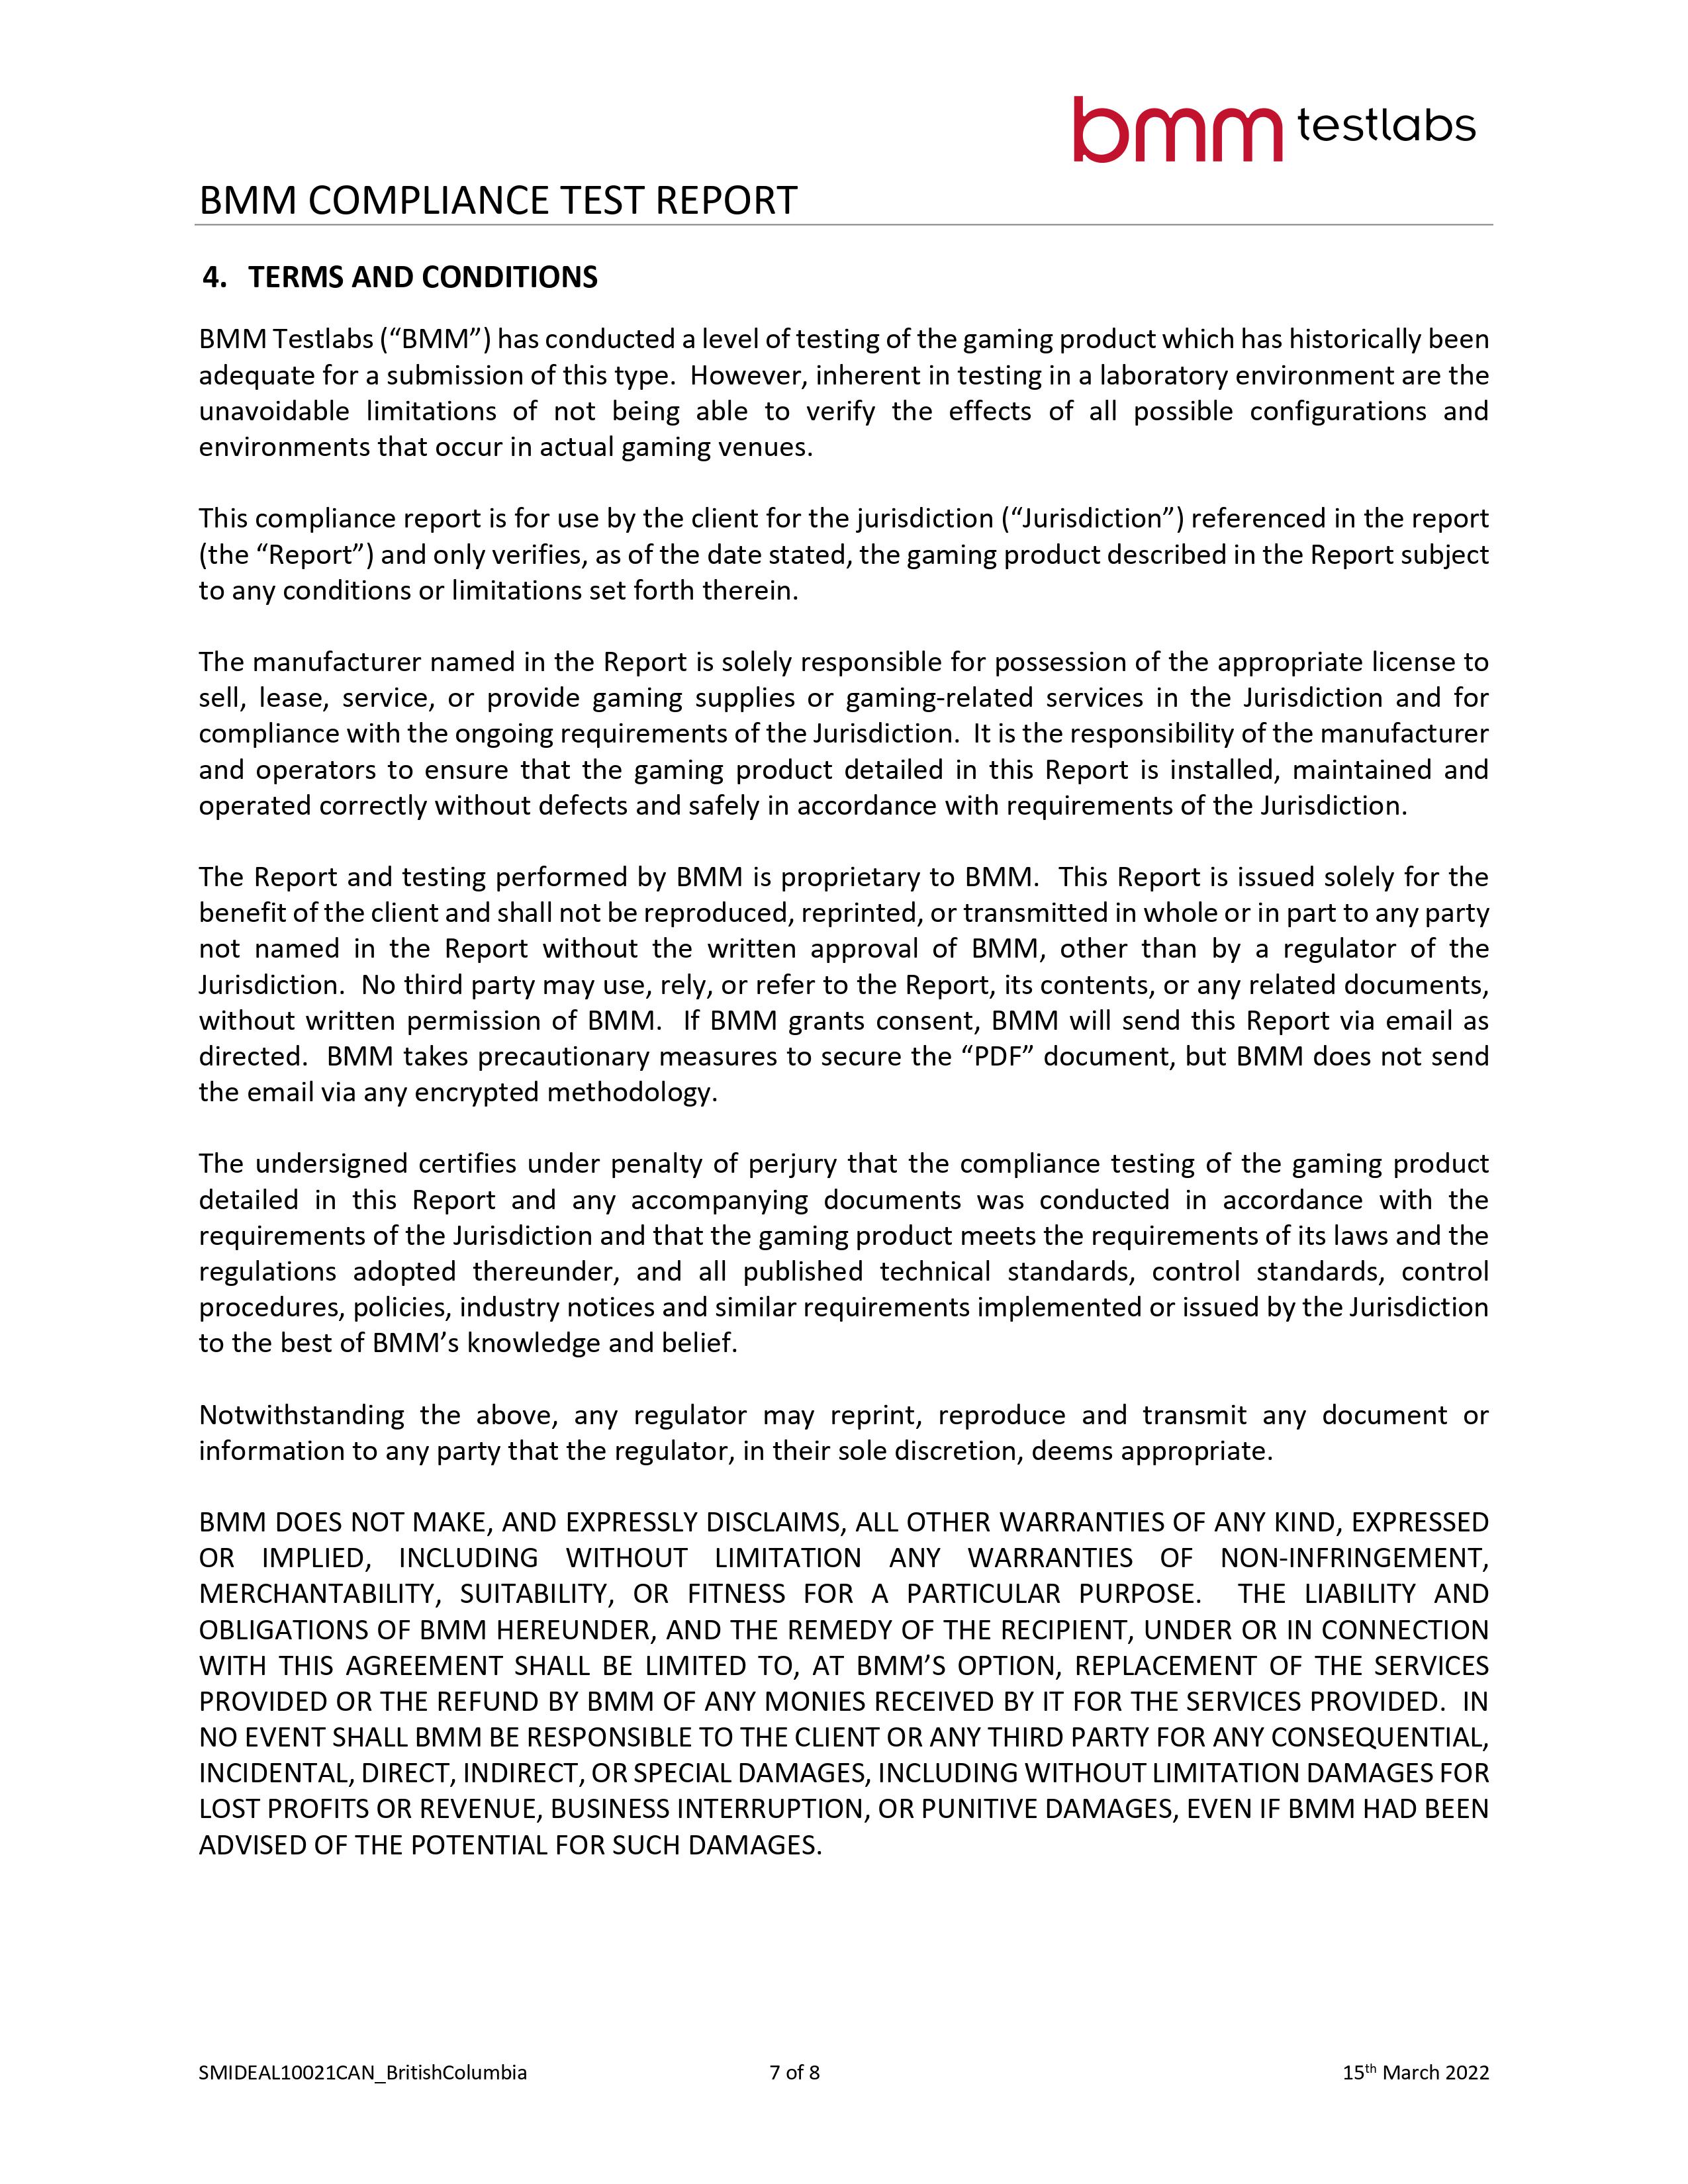 bmm testlabs
BMM COMPLIANCE TEST REPORT
4. TERMS AND CONDITIONS
BMM Testlabs (“BMM”) has conducted a level of testing of the gaming product which has historically been
adequate for a submission of this type.  However, inherent in testing in a laboratory environment are the
unavoidable limitations of not being able to verify the effects of all possible configurations and
environments that occur in actual gaming venues.
This compliance report is for use by the client for the jurisdiction (“Jurisdiction”) referenced in the report
(the “Report”) and only verifies, as of the date stated, the gaming product described in the Report subject
to any conditions or limitations set forth therein.
The manufacturer named in the Report is solely responsible for possession of the appropriate license to
sell, lease, service, or provide gaming supplies or gaming-related services in the Jurisdiction and for
compliance with the ongoing requirements of the Jurisdiction.  It is the responsibility of the manufacturer
and operators to ensure that the gaming product detailed in this Report is installed, maintained and
operated correctly without defects and safely in accordance with requirements of the Jurisdiction.
The Report and testing performed by BMM is proprietary to BMM.  This Report is issued solely for the
benefit of the client and shall not be reproduced, reprinted, or transmitted in whole or in part to any party
not named in the Report without the written approval of BMM, other than by a regulator of the
Jurisdiction.  No third party may use, rely, or refer to the Report, its contents, or any related documents,
without written permission of BMM.  If BMM grants consent, BMM will send this Report via email as
directed.  BMM takes precautionary measures to secure the “PDF” document, but BMM does not send
the email via any encrypted methodology.
The undersigned certifies under penalty of perjury that the compliance testing of the gaming product
detailed in this Report and any accompanying documents was conducted in accordance with the
requirements of the Jurisdiction and that the gaming product meets the requirements of its laws and the
regulations adopted thereunder, and all published technical standards, control standards, control
procedures, policies, industry notices and similar requirements implemented or issued by the Jurisdiction
to the best of BMM’s knowledge and belief.
Notwithstanding the above, any regulator may reprint, reproduce and transmit any document or
information to any party that the regulator, in their sole discretion, deems appropriate.
BMM DOES NOT MAKE, AND EXPRESSLY DISCLAIMS, ALL OTHER WARRANTIES OF ANY KIND, EXPRESSED
OR IMPLIED, INCLUDING WITHOUT LIMITATION ANY WARRANTIES OF NON-INFRINGEMENT,
MERCHANTABILITY, SUITABILITY, OR FITNESS FOR A PARTICULAR PURPOSE.  THE LIABILITY AND
OBLIGATIONS OF BMM HEREUNDER, AND THE REMEDY OF THE RECIPIENT, UNDER OR IN CONNECTION
WITH THIS AGREEMENT SHALL BE LIMITED TO, AT BMM’S OPTION, REPLACEMENT OF THE SERVICES
PROVIDED OR THE REFUND BY BMM OF ANY MONIES RECEIVED BY IT FOR THE SERVICES PROVIDED.  IN
NO EVENT SHALL BMM BE RESPONSIBLE TO THE CLIENT OR ANY THIRD PARTY FOR ANY CONSEQUENTIAL,
INCIDENTAL, DIRECT, INDIRECT, OR SPECIAL DAMAGES, INCLUDING WITHOUT LIMITATION DAMAGES FOR
LOST PROFITS OR REVENUE, BUSINESS INTERRUPTION, OR PUNITIVE DAMAGES, EVEN IF BMM HAD BEEN
ADVISED OF THE POTENTIAL FOR SUCH DAMAGES.
SMIDEAL10021CAN_BritishColumbia 7 of 8 15th March 2022